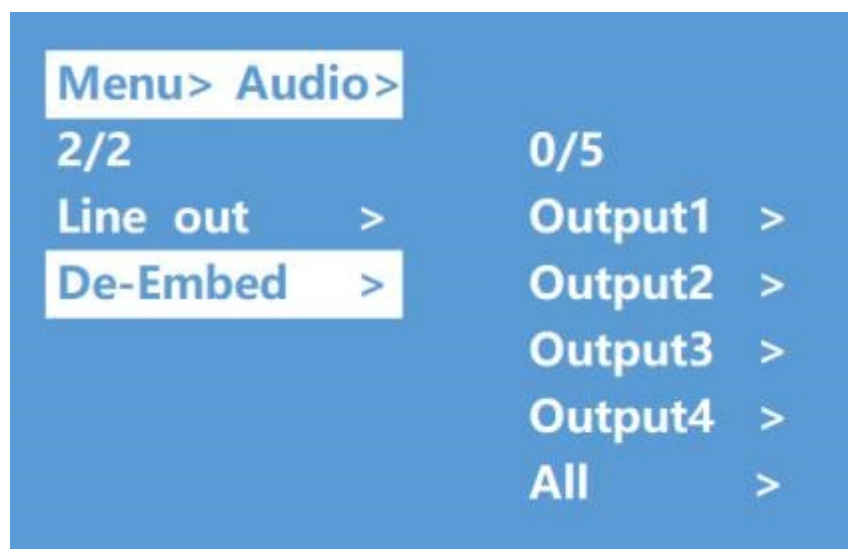 Menu> Audio>
2/2
Line out >
De-Embed >
0/5
Output1 >
Output2 >
Output3 >
Output4 >
All >